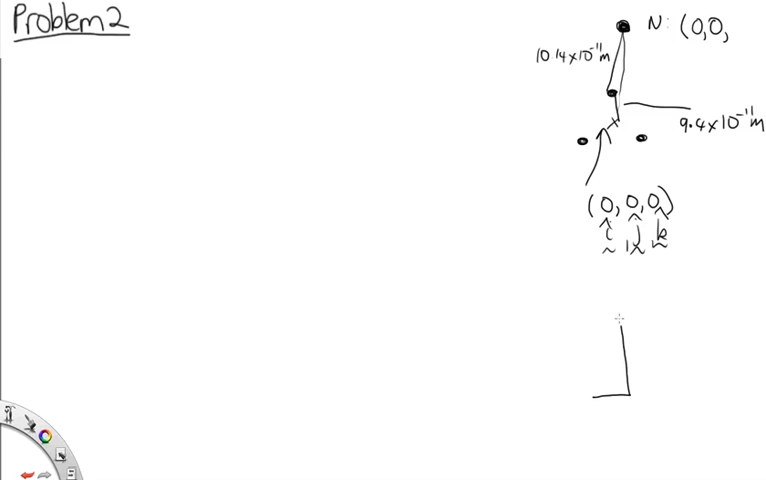 Problem 2
N: (0,0,
10.14x10⁻¹¹m
9.4x10⁻¹¹m
(0, 0, 0)
i j k